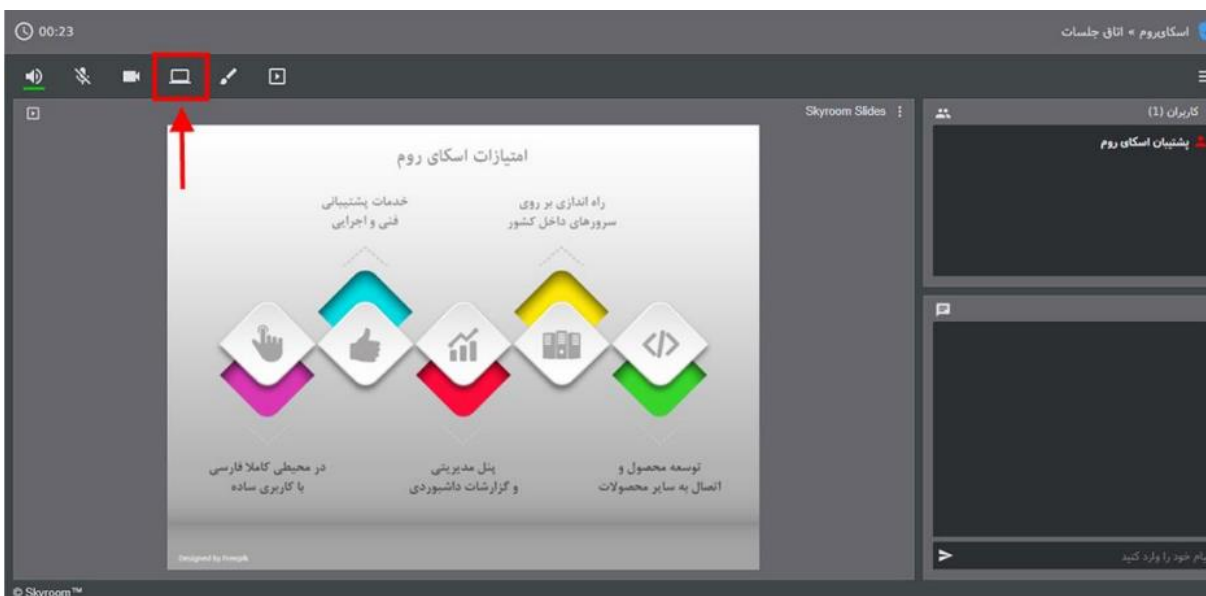 00:23
اسکای‌روم » اتاق جلسات
Skyroom Slides
کاربران (1)
پشتیبان اسکای روم
امتیازات اسکای روم
راه اندازی بر روی
سرورهای داخل کشور
خدمات پشتیبانی
فنی و اجرایی
توسعه محصول و
اتصال به سایر محصولات
پنل مدیریتی
و گزارشات داشبوردی
در محیطی کاملا فارسی
با کاربری ساده
Designed by Freepik
پیام خود را وارد کنید
© Skyroom™